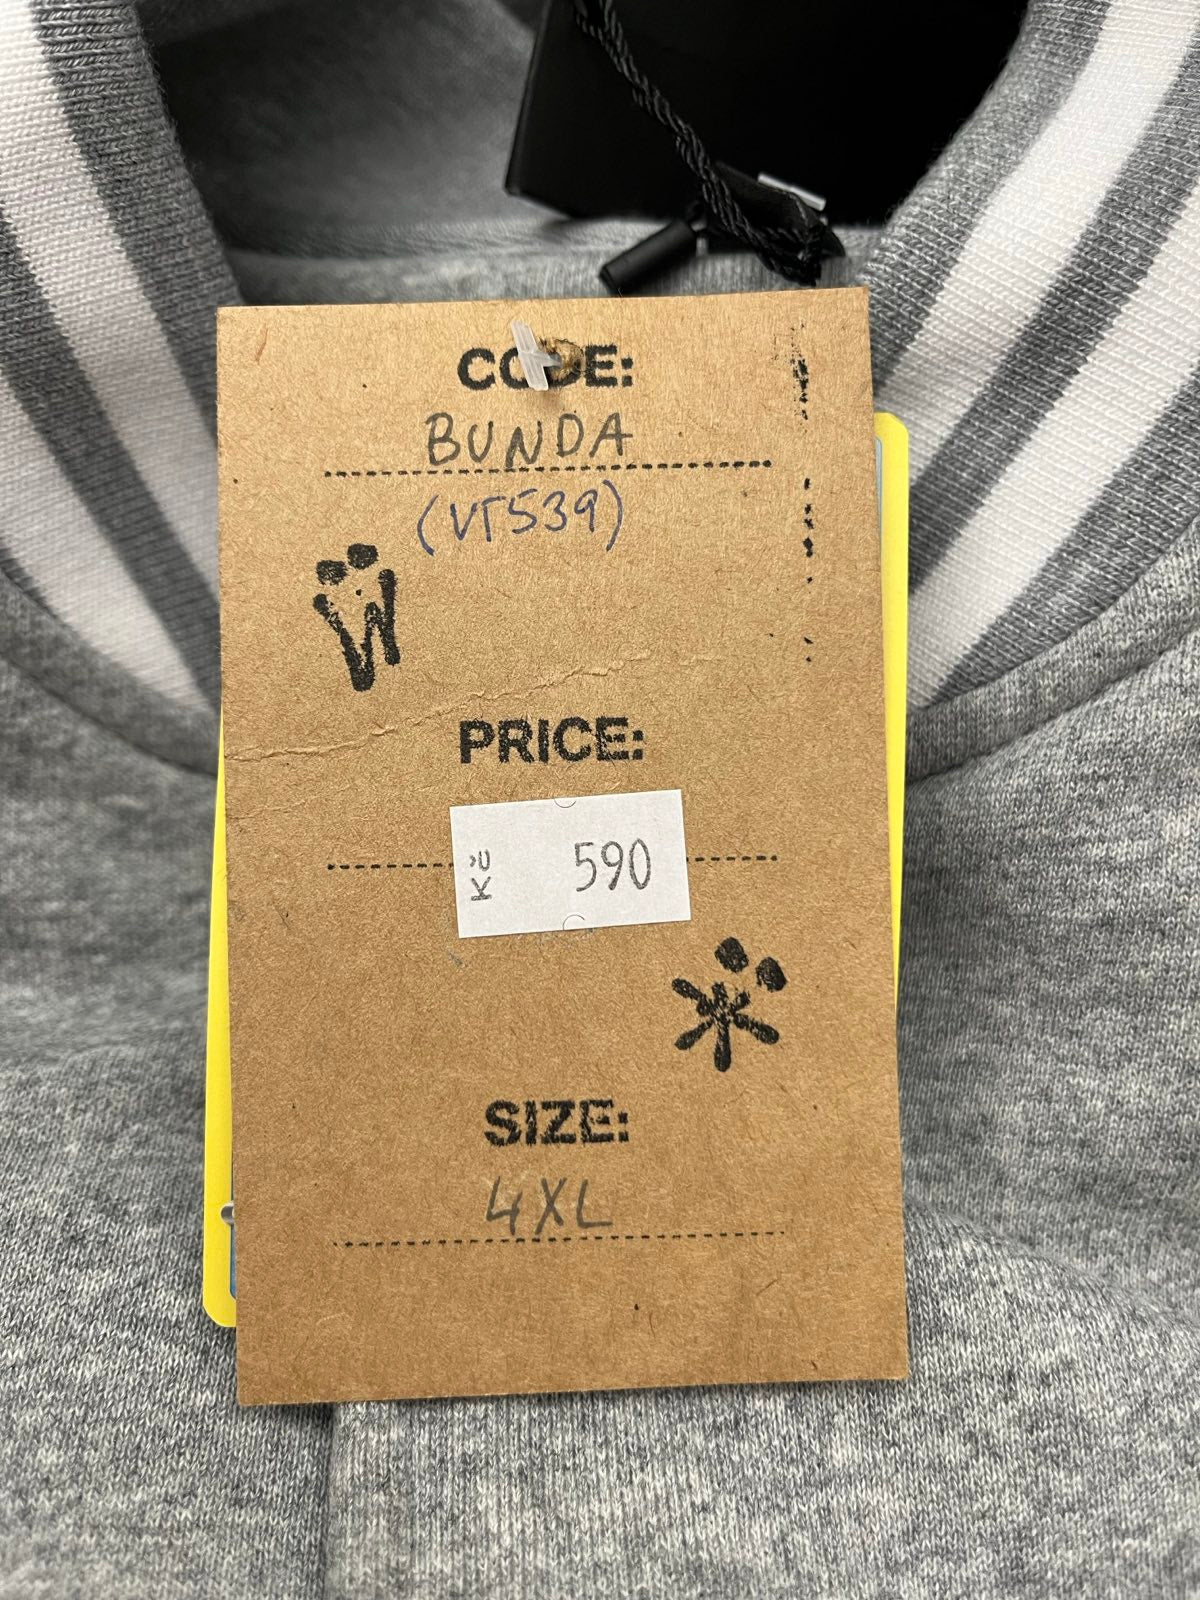 CODE:
BUNDA
(VT539)
PRICE:
Kč 590
SIZE:
4XL